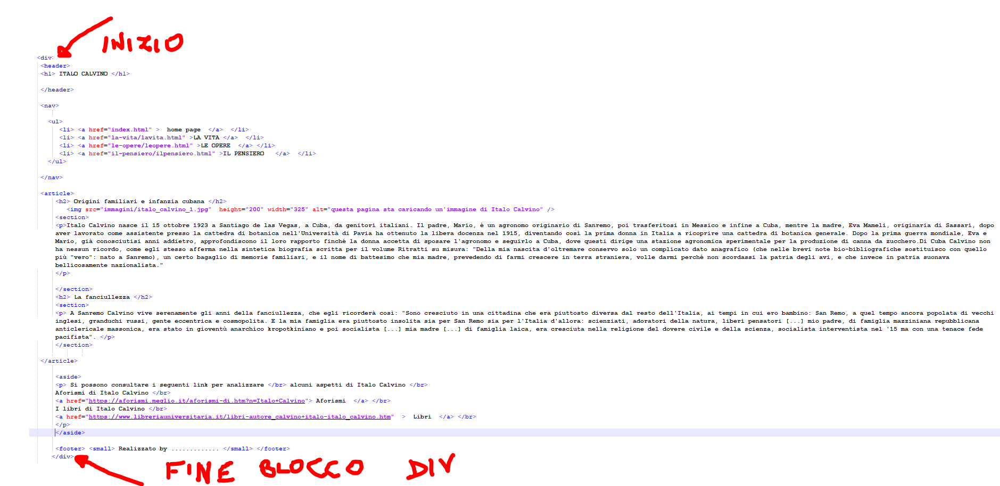 INIZIO
<div>
<header>
<h1> ITALO CALVINO </h1>
</header>
<nav>
<ul>
<li> <a href="index.html" >  home page  </a>  </li>
<li> <a href="la-vita/lavita.html" >LA VITA </a>  </li>
<li> <a href="le-opere/leopere.html" >LE OPERE  </a> </li>
<li> <a href="il-pensiero/ilpensiero.html" >IL PENSIERO   </a>  </li>
</ul>
</nav>
<article>
<h2> Origini familiari e infanzia cubana </h2>
<img src="immagini/italo_calvino_1.jpg"  height="200" width="325" alt="questa pagina sta caricando un'immagine di Italo Calvino" />
<section>
<p>Italo Calvino nasce il 15 ottobre 1923 a Santiago de las Vegas, a Cuba, da genitori italiani. Il padre, Mario, è un agronomo originario di Sanremo, poi trasferitosi in Messico e infine a Cuba, mentre la madre, Eva Mameli, originaria di Sassari, dopo
aver lavorato come assistente presso la cattedra di botanica nell'Università di Pavia ha ottenuto la libera docenza nel 1915, diventando così la prima donna in Italia a ricoprire una cattedra di botanica generale. Dopo la prima guerra mondiale, Eva e
Mario, già conosciutisi anni addietro, approfondiscono il loro rapporto finché la donna accetta di sposare l'agronomo e seguirlo a Cuba, dove questi dirige una stazione agronomica sperimentale per la produzione di canna da zucchero.Di Cuba Calvino non
ha nessun ricordo, come egli stesso afferma nella sintetica biografia scritta per il volume Ritratti su misura: "Della mia nascita d'oltremare conservo solo un complicato dato anagrafico (che nelle brevi note bio-bibliografiche sostituisco con quello
più "vero": nato a Sanremo), un certo bagaglio di memorie familiari, e il nome di battesimo che mia madre, prevedendo di farmi crescere in terra straniera, volle darmi perché non scordassi la patria degli avi, e che invece in patria suonava
bellicosamente nazionalista."
</p>
</section>
<h2> La fanciullezza </h2>
<section>
<p> A Sanremo Calvino vive serenamente gli anni della fanciullezza, che egli ricorderà così: "Sono cresciuto in una cittadina che era piuttosto diversa dal resto dell'Italia, ai tempi in cui ero bambino: San Remo, a quel tempo ancora popolata di vecchi
inglesi, granduchi russi, gente eccentrica e cosmopolita. E la mia famiglia era piuttosto insolita sia per San Remo sia per l'Italia d'allora: scienziati, adoratori della natura, liberi pensatori [...] mio padre, di famiglia mazziniana repubblicana
anticlericale massonica, era stato in gioventù anarchico kropotkiniano e poi socialista [...] mia madre [...] di famiglia laica, era cresciuta nella religione del dovere civile e della scienza, socialista interventista nel '15 ma con una tenace fede
pacifista". </p>
</section>
</article>
<aside>
<p> Si possono consultare i seguenti link per analizzare </br> alcuni aspetti di Italo Calvino </br>
Aforismi di Italo Calvino </br>
<a href="https://aforismi.meglio.it/aforismi-di.htm?n=Italo+Calvino"> Aforismi  </a> </br>
I libri di Italo Calvino </br>
<a href="https://www.libreriauniversitaria.it/libri-autore_calvino+italo-italo_calvino.htm"  >  Libri  </a> </br>
</p>
</aside>
<footer> <small> Realizzato by ............. </small> </footer>
</div>
FINE BLOCCO DIV